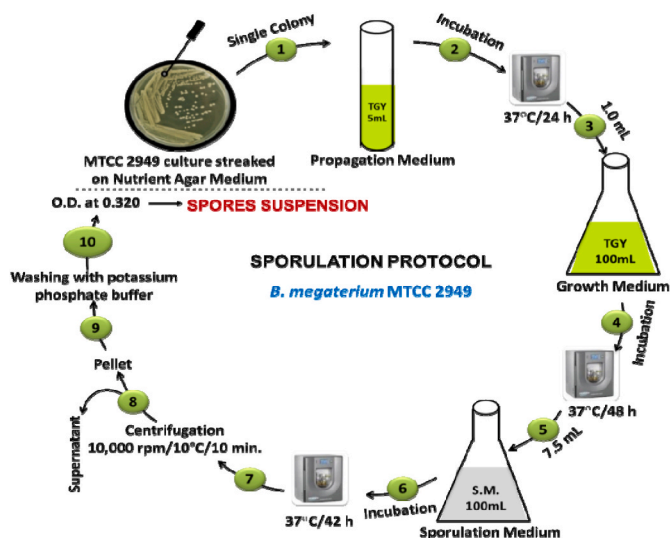 Single Colony
1
TGY
5mL
Propagation Medium
2
Incubation
37°C/24 h
3
1.0 mL
TGY
100mL
Growth Medium
4
Incubation
37°C/48 h
5
7.5 mL
S.M.
100mL
Sporulation Medium
6
Incubation
37°C/42 h
7
Centrifugation
10,000 rpm/10°C/10 min.
8
Supernatant
Pellet
9
Washing with potassium
phosphate buffer
10
O.D. at 0.320
SPORES SUSPENSION
MTCC 2949 culture streaked
on Nutrient Agar Medium
SPORULATION PROTOCOL
B. megaterium MTCC 2949